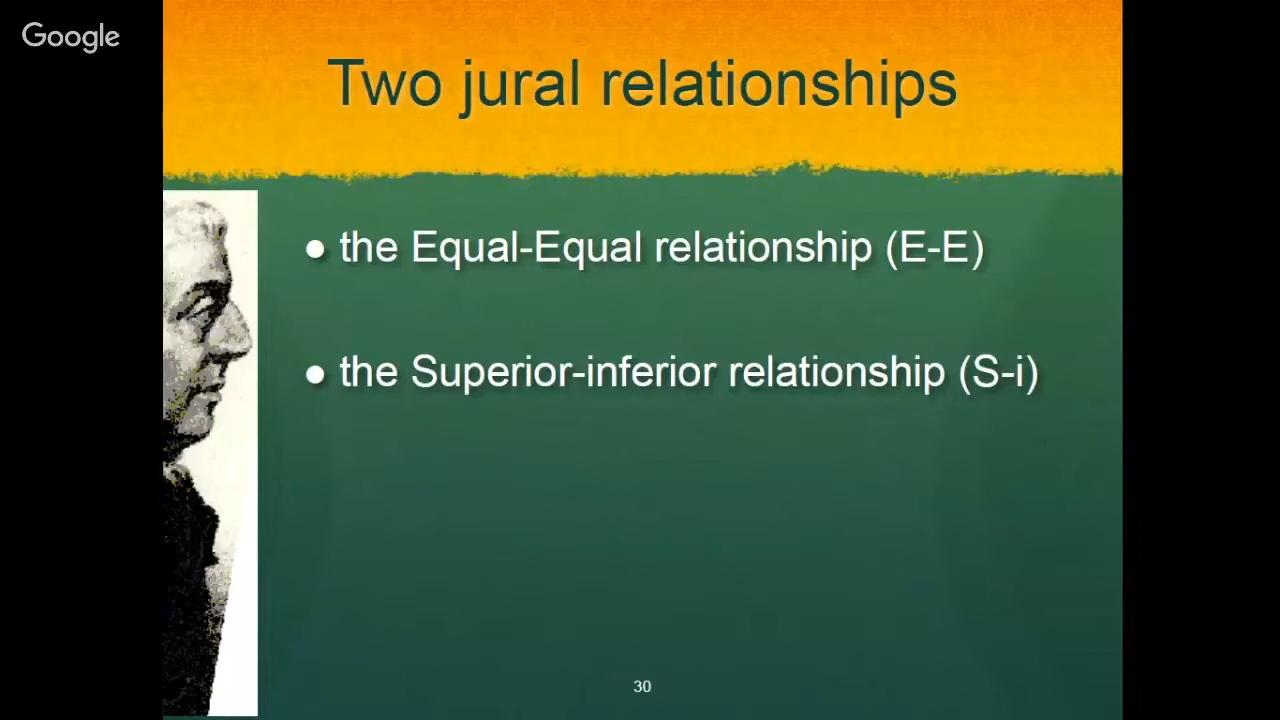 Google
Two jural relationships
● the Equal-Equal relationship (E-E)
● the Superior-inferior relationship (S-i)
30